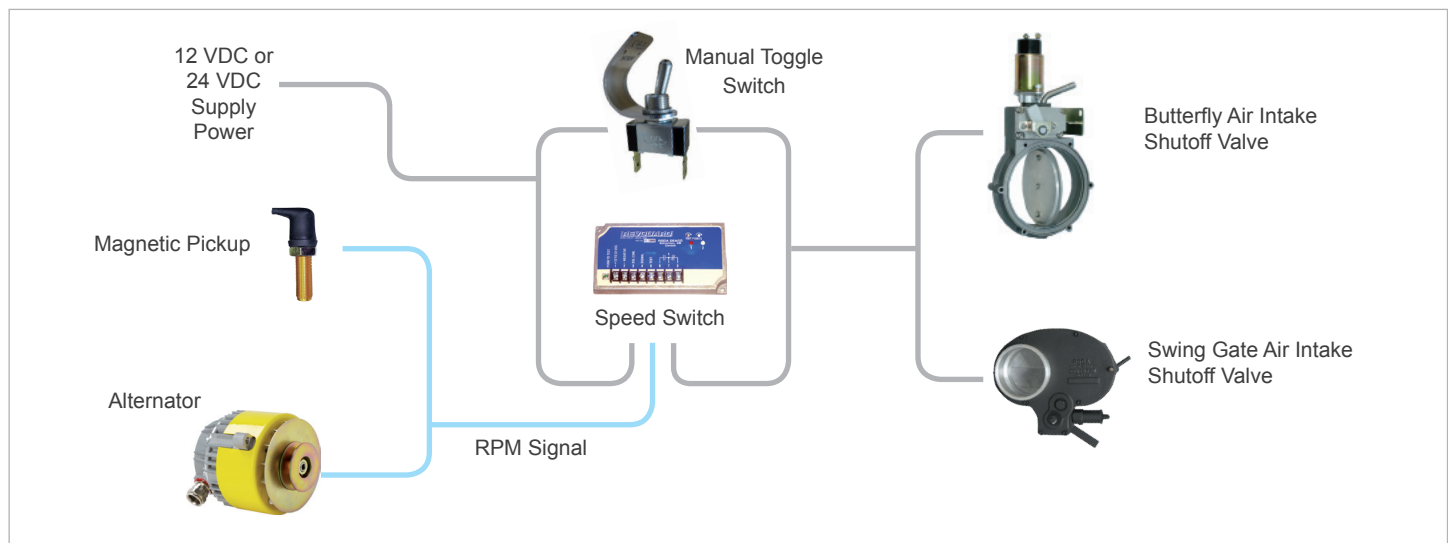 12 VDC or
24 VDC
Supply
Power
Manual Toggle
Switch
Butterfly Air Intake
Shutoff Valve
Magnetic Pickup
REVGUARD
Speed Switch
Swing Gate Air Intake
Shutoff Valve
Alternator
RPM Signal